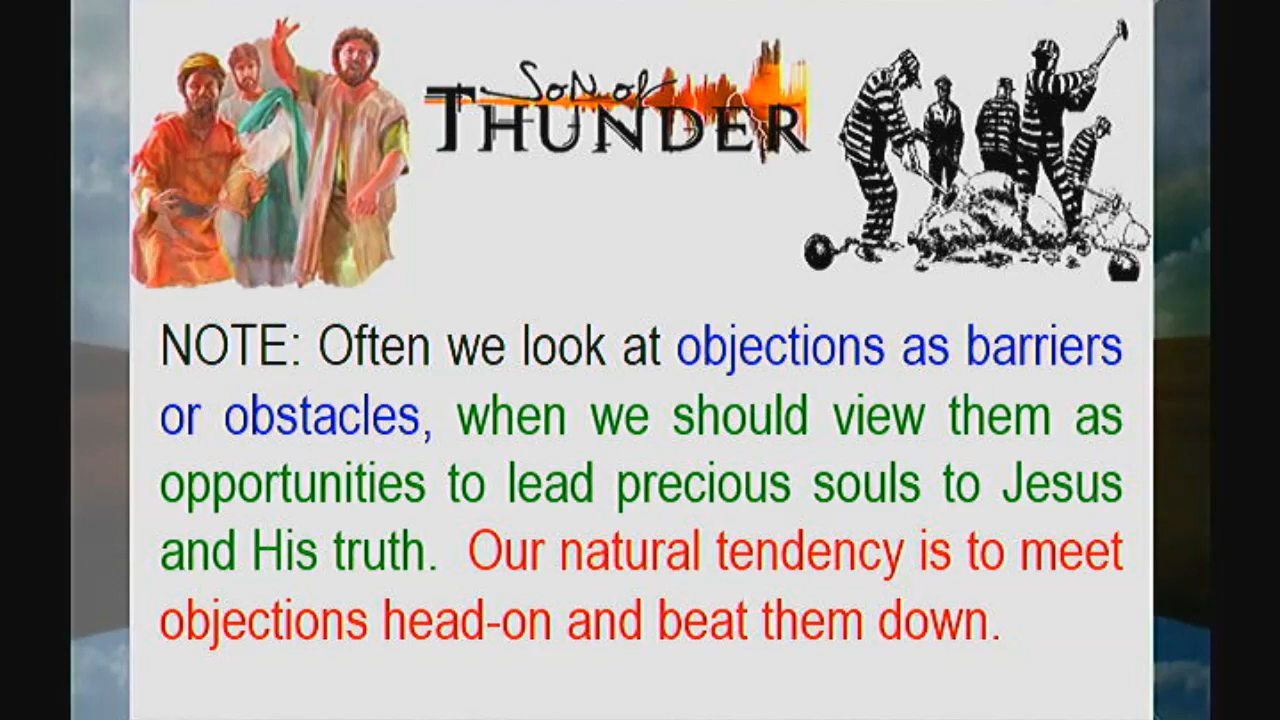 Son of
THUNDER
NOTE: Often we look at objections as barriers
or obstacles, when we should view them as
opportunities to lead precious souls to Jesus
and His truth. Our natural tendency is to meet
objections head-on and beat them down.